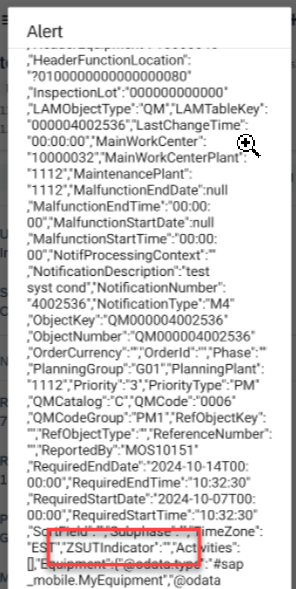 Alert
,"HeaderFunctionLocation":
"?0100000000000000080"
,"InspectionLot":"000000000000"
,"LAMObjectType":"QM","LAMTableKey":
"000004002536","LastChangeTime":
"00:00:00","MainWorkCenter":
"10000032","MainWorkCenterPlant":
"1112","MaintenancePlant":
"1112","MalfunctionEndDate":null
,"MalfunctionEndTime":"00:00:
00","MalfunctionStartDate":null
,"MalfunctionStartTime":"00:00:
00","NotifProcessingContext":""
,"NotificationDescription":"test
syst cond","NotificationNumber":
"4002536","NotificationType":"M4"
,"ObjectKey":"QM000004002536"
,"ObjectNumber":"QM000004002536"
,"OrderCurrency":"","OrderId":"","Phase":""
,"PlanningGroup":"G01","PlanningPlant":
"1112","Priority":"3","PriorityType":"PM"
,"QMCatalog":"C","QMCode":"0006"
,"QMCodeGroup":"PM1","RefObjectKey":
"","RefObjectType":"","ReferenceNumber":
"","ReportedBy":"MOS10151"
,"RequiredEndDate":"2024-10-14T00:
00:00","RequiredEndTime":"10:32:30"
,"RequiredStartDate":"2024-10-07T00:
00:00","RequiredStartTime":"10:32:30"
,"SortField":"","Subphase":"","TimeZone":
"EST","ZSUTIndicator":"","Activities":
[],"Equipment":{"@odata.type":"#sap
_mobile.MyEquipment","@odata